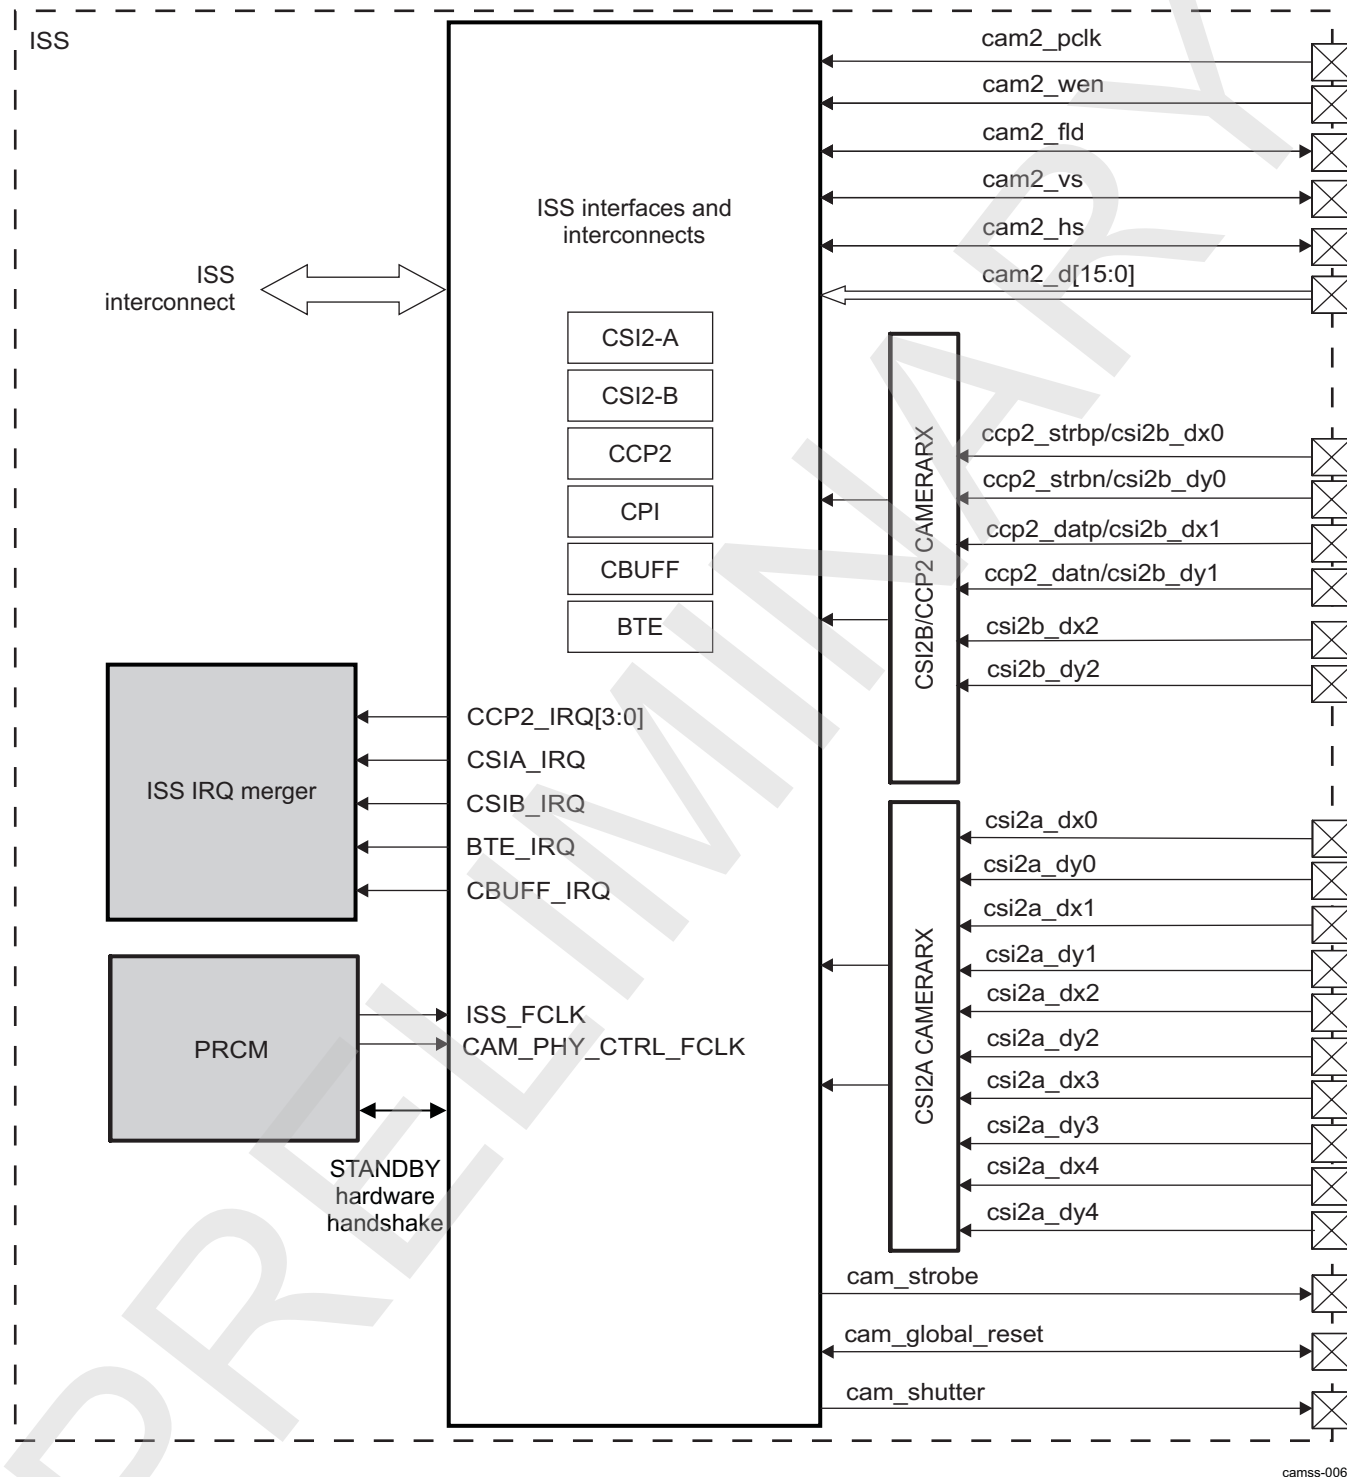 ISS
cam2_pclk
cam2_wen
cam2_fld
cam2_vs
cam2_hs
cam2_d[15:0]
ISS interfaces and
interconnects
ISS
interconnect
CSI2-A
CSI2-B
CCP2
CPI
CBUFF
BTE
CSI2B/CCP2 CAMERARX
ccp2_strbp/csi2b_dx0
ccp2_strbn/csi2b_dy0
ccp2_datp/csi2b_dx1
ccp2_datn/csi2b_dy1
csi2b_dx2
csi2b_dy2
ISS IRQ merger
CCP2_IRQ[3:0]
CSIA_IRQ
CSIB_IRQ
BTE_IRQ
CBUFF_IRQ
PRCM
ISS_FCLK
CAM_PHY_CTRL_FCLK
STANDBY
hardware
handshake
CSI2A CAMERARX
csi2a_dx0
csi2a_dy0
csi2a_dx1
csi2a_dy1
csi2a_dx2
csi2a_dy2
csi2a_dx3
csi2a_dy3
csi2a_dx4
csi2a_dy4
cam_strobe
cam_global_reset
cam_shutter
camss-006
PRELIMINARY